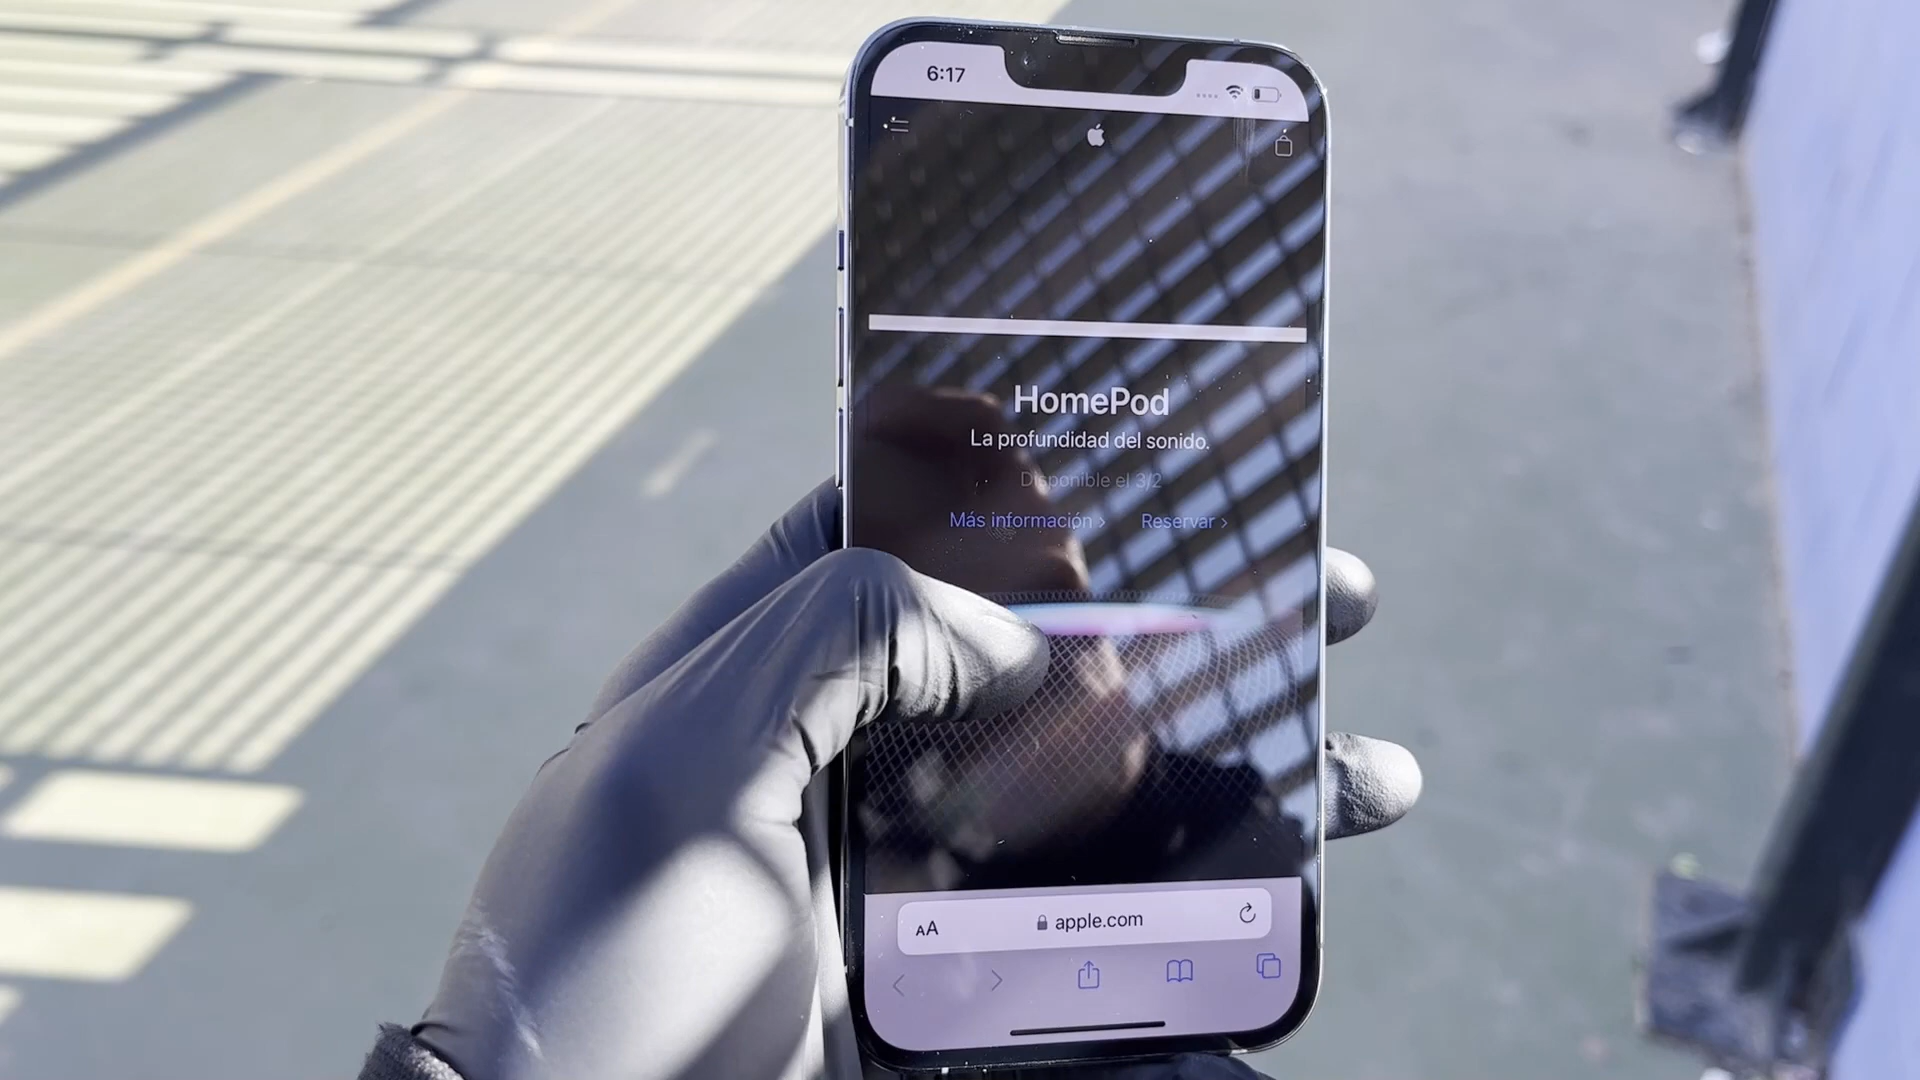 6:17
HomePod
La profundidad del sonido.
Disponible el 3/2
Más información > Reservar >
AA apple.com